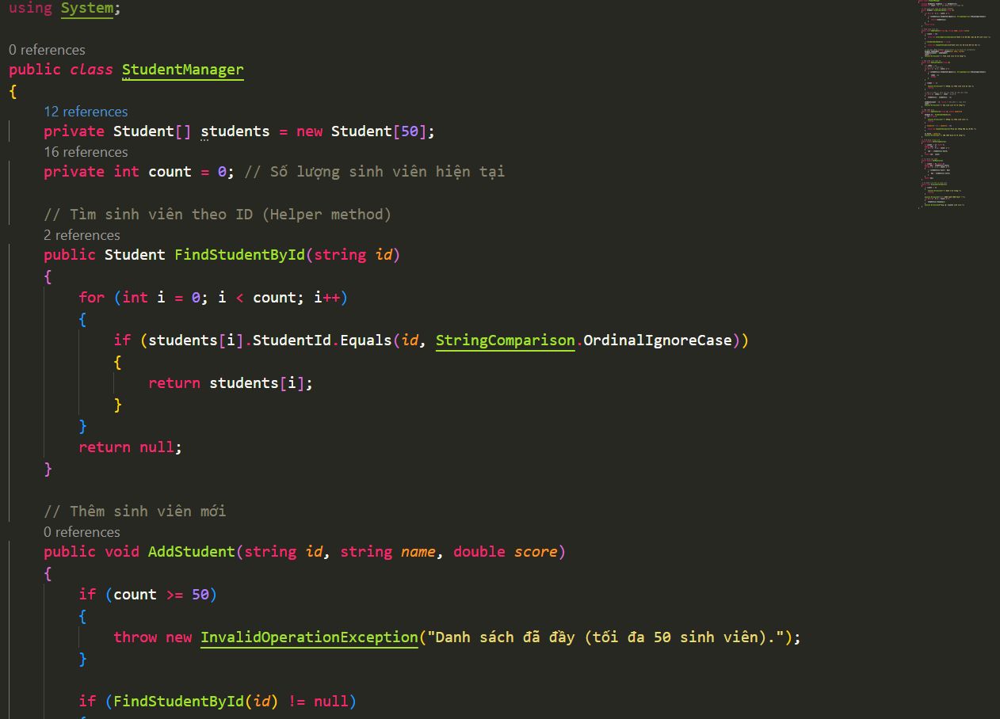 using System;
0 references
public class StudentManager
{
12 references
private Student[] students = new Student[50];
16 references
private int count = 0; // Số lượng sinh viên hiện tại
// Tìm sinh viên theo ID (Helper method)
2 references
public Student FindStudentById(string id)
{
for (int i = 0; i < count; i++)
{
if (students[i].StudentId.Equals(id, StringComparison.OrdinalIgnoreCase))
{
return students[i];
}
}
return null;
}
// Thêm sinh viên mới
0 references
public void AddStudent(string id, string name, double score)
{
if (count >= 50)
{
throw new InvalidOperationException("Danh sách đã đầy (tối đa 50 sinh viên).");
}
if (FindStudentById(id) != null)